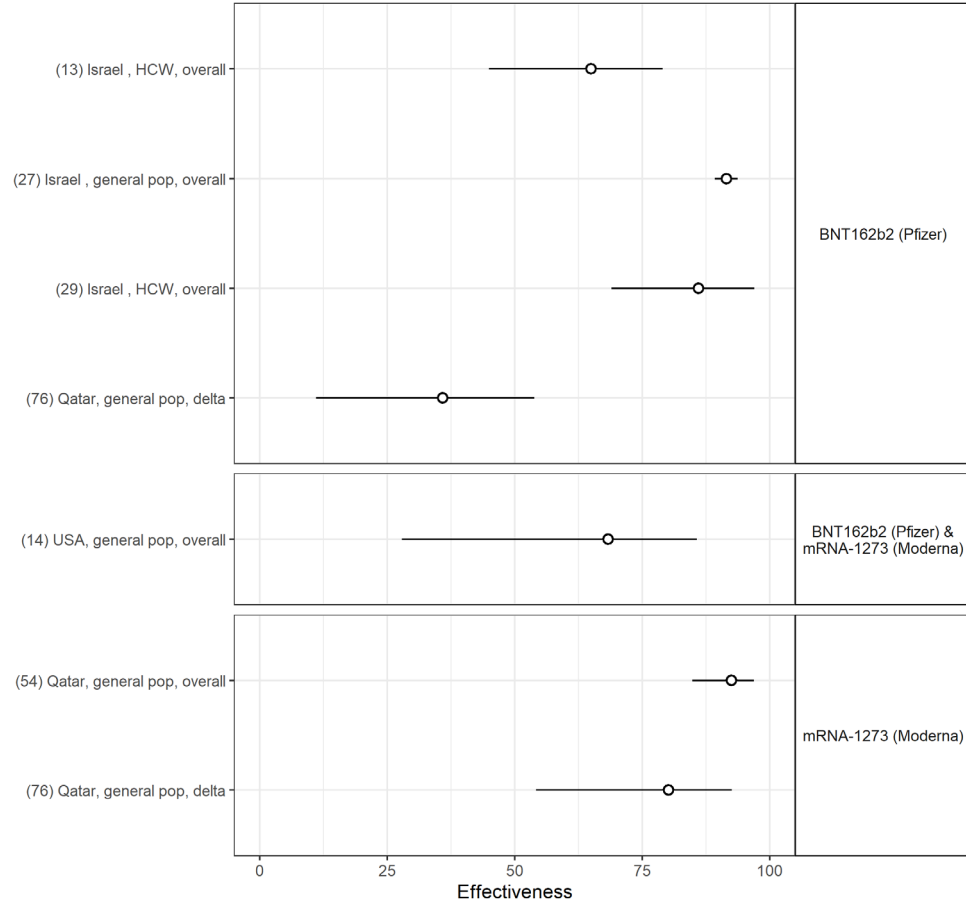 (13) Israel , HCW, overall
(27) Israel , general pop, overall
(29) Israel , HCW, overall
(76) Qatar, general pop, delta
BNT162b2 (Pfizer)
(14) USA, general pop, overall
BNT162b2 (Pfizer) &
mRNA-1273 (Moderna)
(54) Qatar, general pop, overall
(76) Qatar, general pop, delta
mRNA-1273 (Moderna)
0 25 50 75 100
Effectiveness